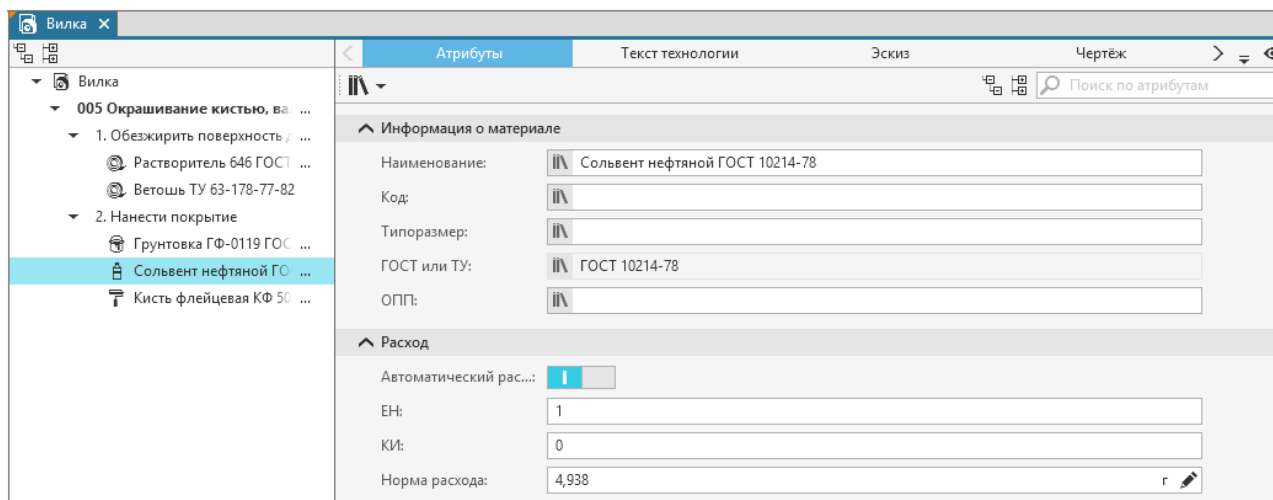 Вилка
Атрибуты Текст технологии Эскиз Чертёж
Вилка
005 Окрашивание кистью, ва ...
1. Обезжирить поверхность д ...
Растворитель 646 ГОСТ ...
Ветошь ТУ 63-178-77-82
2. Нанести покрытие
Грунтовка ГФ-0119 ГОС ...
Сольвент нефтяной ГО ...
Кисть флейцевая КФ 50 ...
Поиск по атрибутам
Информация о материале
Наименование: Сольвент нефтяной ГОСТ 10214-78
Код:
Типоразмер:
ГОСТ или ТУ: ГОСТ 10214-78
ОПП:
Расход
Автоматический рас...:
ЕН: 1
КИ: 0
Норма расхода: 4,938 г